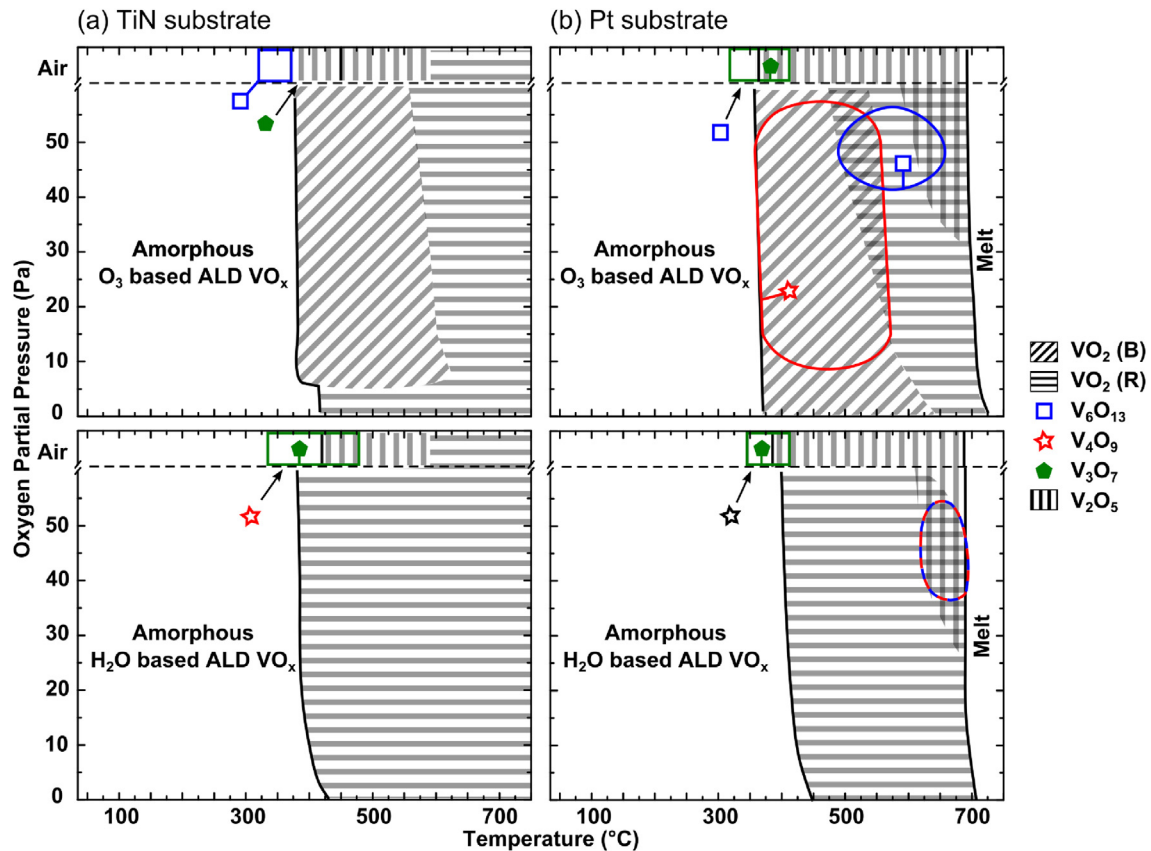 (a) TiN substrate
(b) Pt substrate
Oxygen Partial Pressure (Pa)
Air
50
40
30
20
10
0
Amorphous
O₃ based ALD VOₓ
Amorphous
O₃ based ALD VOₓ
Melt
Air
50
40
30
20
10
0
Amorphous
H₂O based ALD VOₓ
Amorphous
H₂O based ALD VOₓ
Melt
100 300 500 700
100 300 500 700
Temperature (°C)
VO₂ (B)
VO₂ (R)
V₆O₁₃
V₄O₉
V₃O₇
V₂O₅